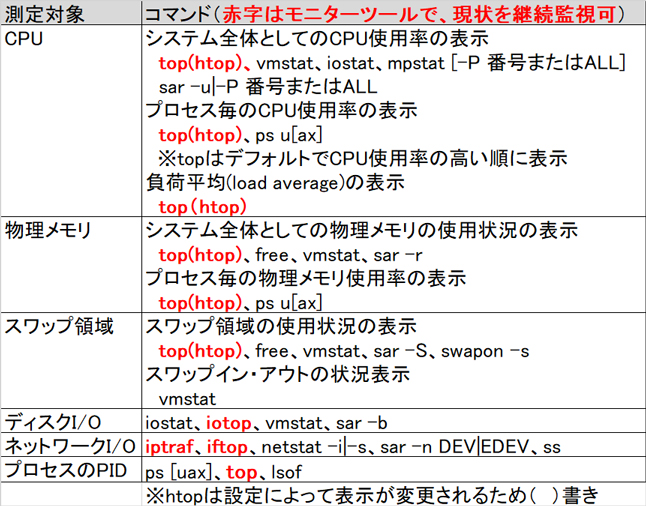 測定対象 コマンド（赤字はモニターツールで、現状を継続監視可）
CPU システム全体としてのCPU使用率の表示
top(htop)、vmstat、iostat、mpstat [-P 番号またはALL]
sar -u|-P 番号またはALL
プロセス毎のCPU使用率の表示
top(htop)、ps u[ax]
※topはデフォルトでCPU使用率の高い順に表示
負荷平均(load average)の表示
top（htop）
物理メモリ システム全体としての物理メモリの使用状況の表示
top(htop)、free、vmstat、sar -r
プロセス毎の物理メモリ使用率の表示
top(htop)、ps u[ax]
スワップ領域 スワップ領域の使用状況の表示
top(htop)、free、vmstat、sar -S、swapon -s
スワップイン・アウトの状況表示
vmstat
ディスクI/O iostat、iotop、vmstat、sar -b
ネットワークI/O iptraf、iftop、netstat -i|-s、sar -n DEV|EDEV、ss
プロセスのPID ps [uax]、top、lsof
※htopは設定によって表示が変更されるため（ ）書き